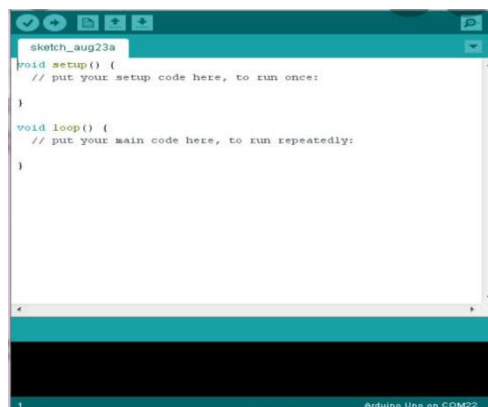 sketch_aug23a
void setup() {
// put your setup code here, to run once:
}
void loop() {
// put your main code here, to run repeatedly:
}
1
Arduino Uno on COM22